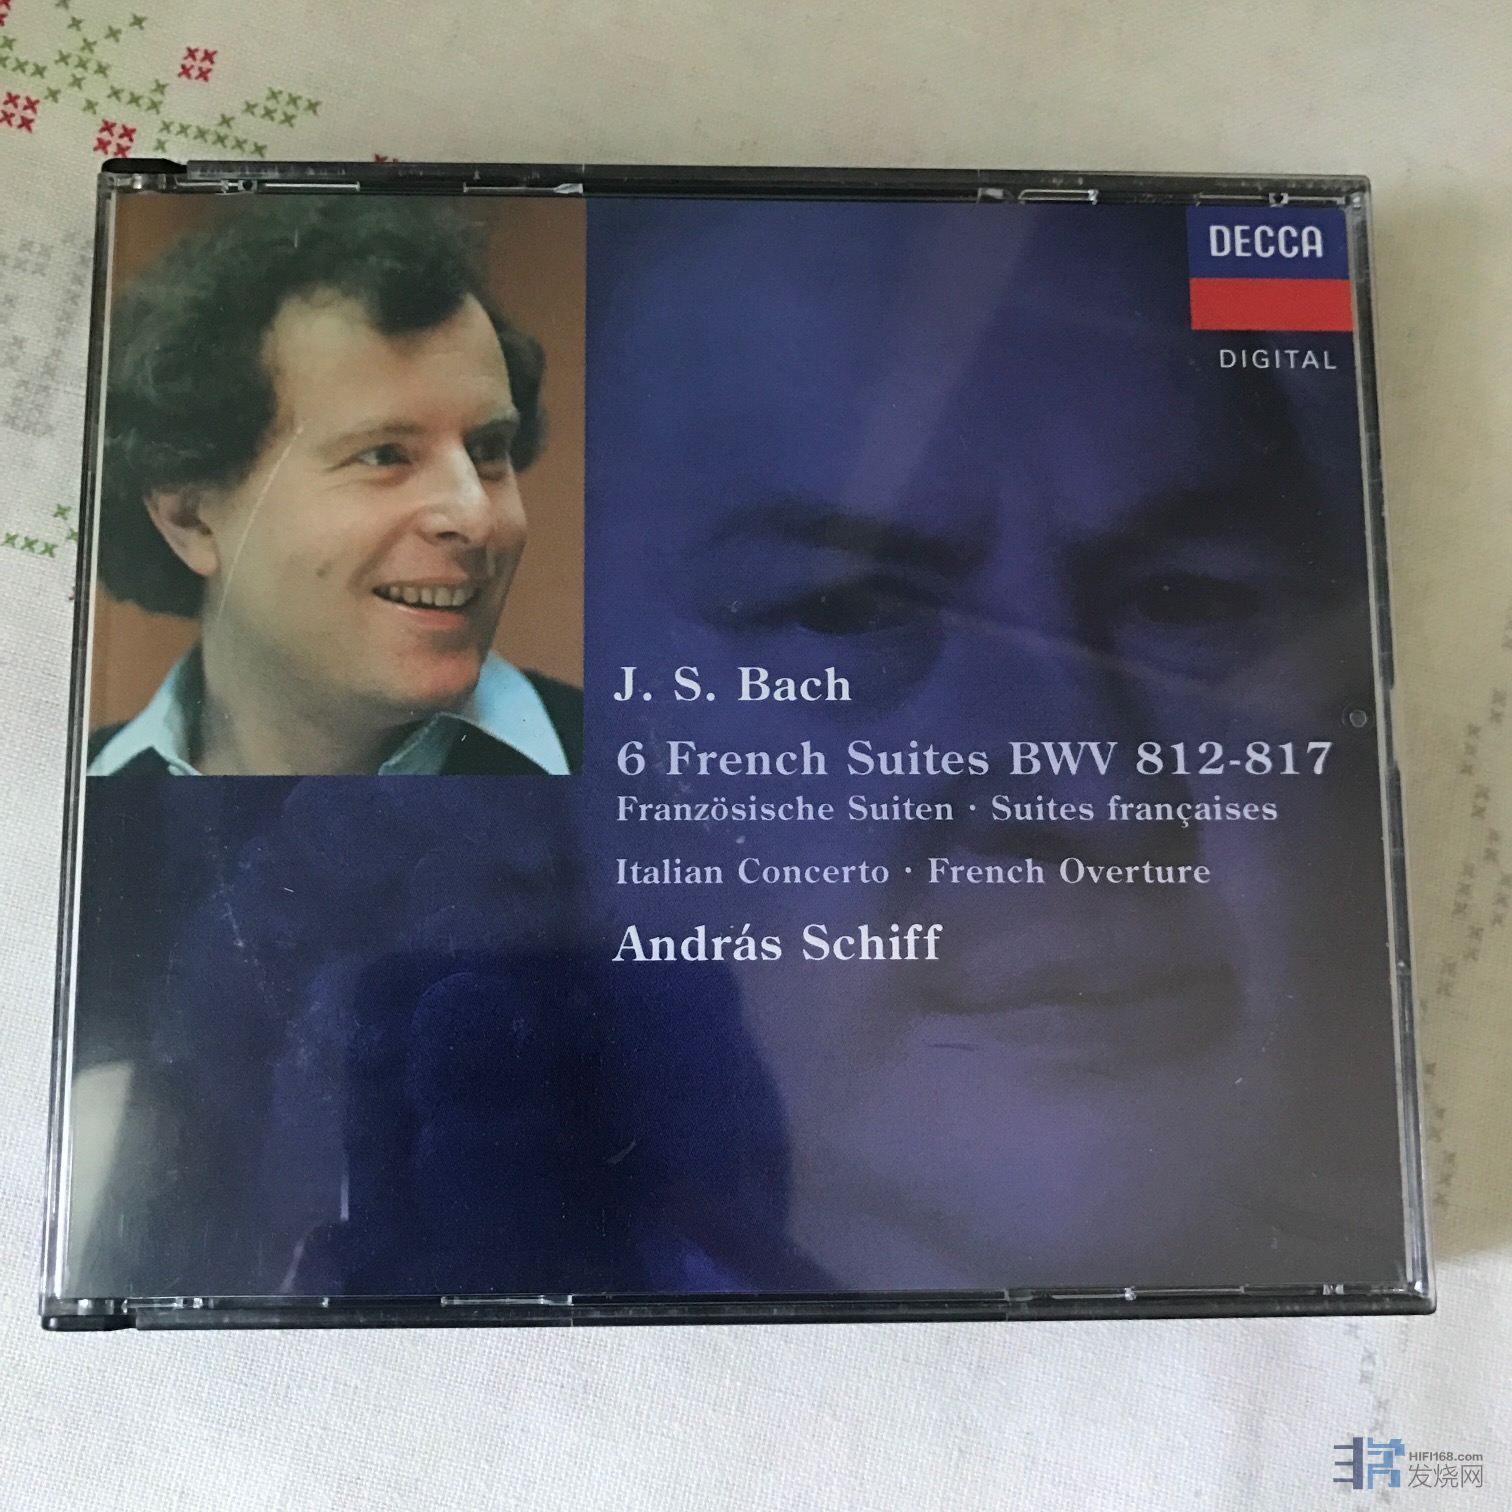 DECCA
DIGITAL
J. S. Bach
6 French Suites BWV 812-817
Französische Suiten · Suites françaises
Italian Concerto · French Overture
András Schiff
HIFI168.com
发烧网